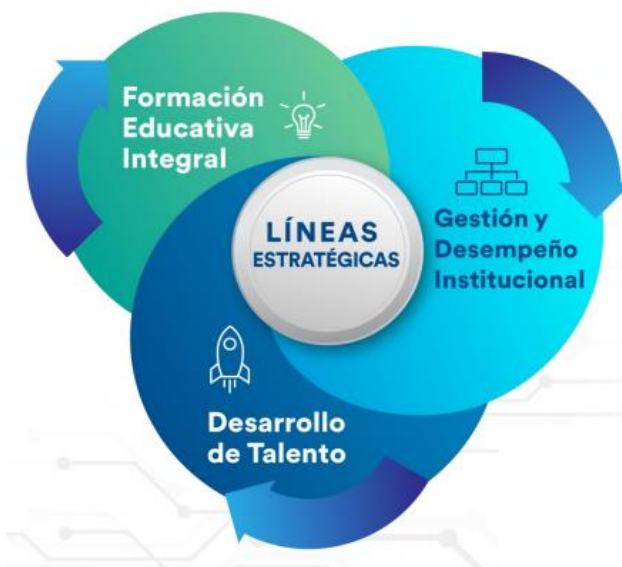 Formación
Educativa
Integral
LÍNEAS
ESTRATÉGICAS
Gestión y
Desempeño
Institucional
Desarrollo
de Talento